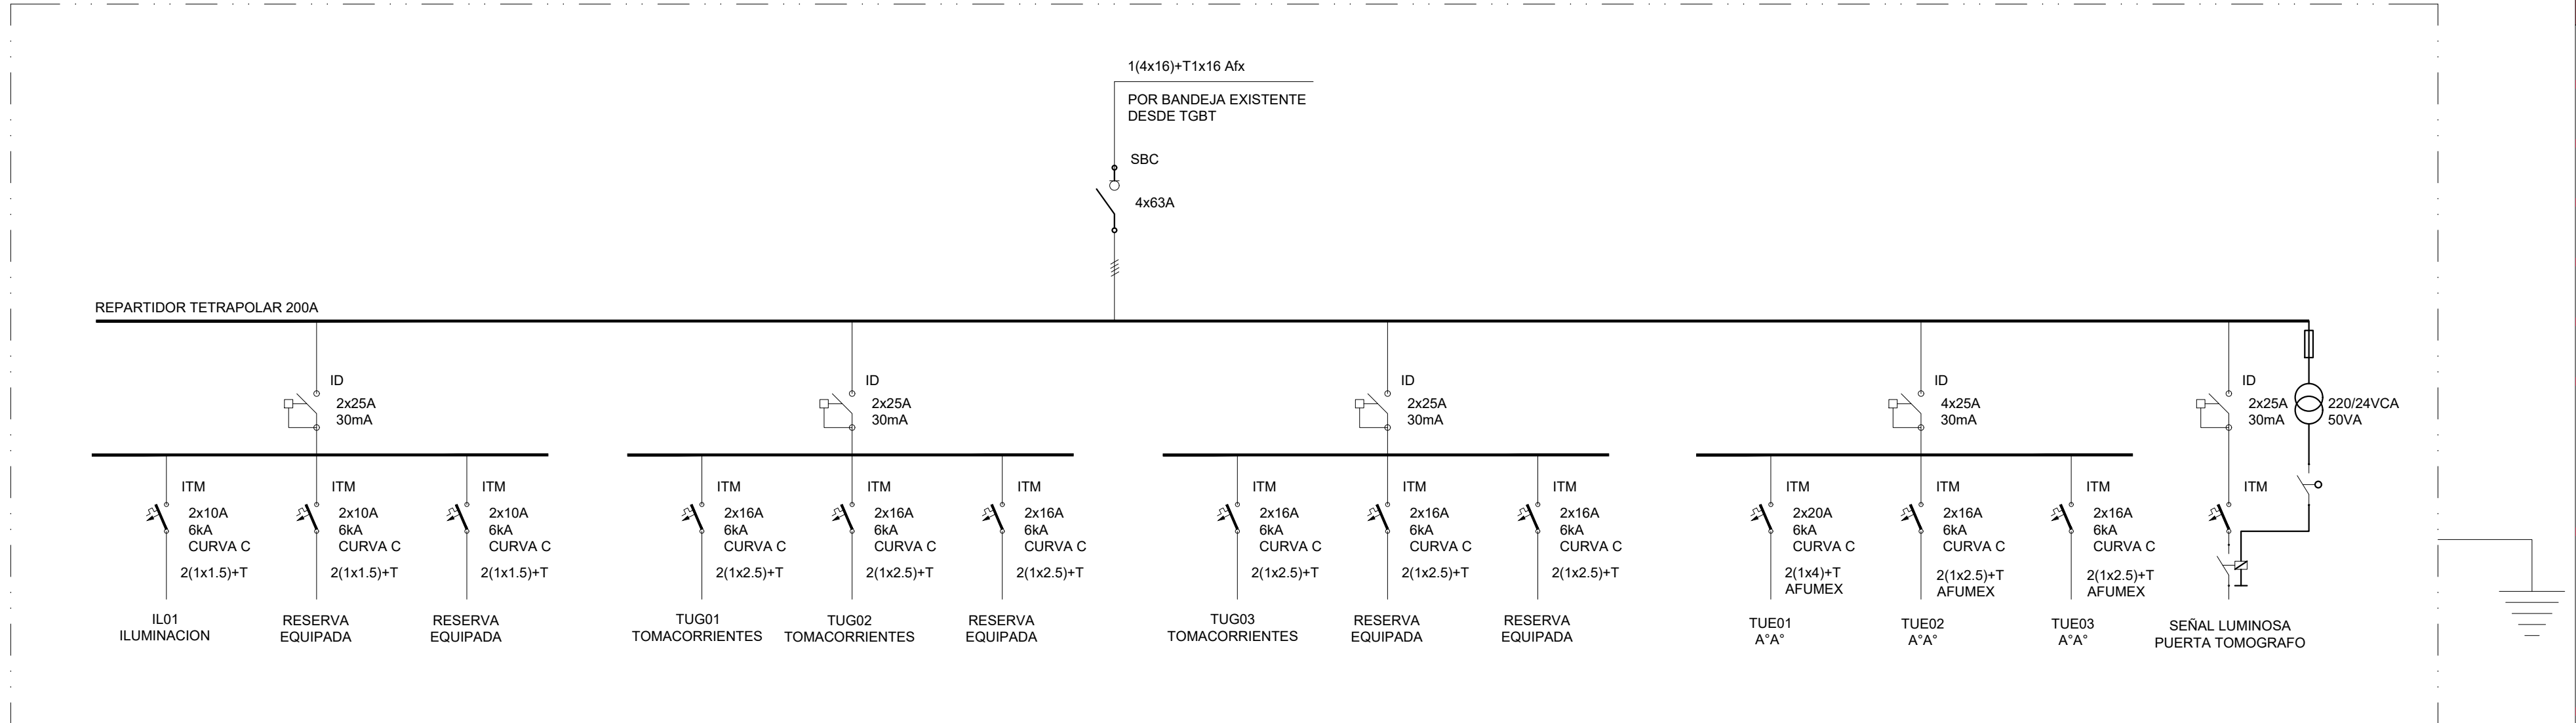 1(4x16)+T1x16 Afx
POR BANDEJA EXISTENTE
DESDE TGBT
SBC
4x63A
REPARTIDOR TETRAPOLAR 200A
ID
2x25A
30mA
ID
2x25A
30mA
ID
2x25A
30mA
ID
4x25A
30mA
ID
2x25A
30mA
220/24VCA
50VA
ITM
2x10A
6kA
CURVA C
2(1x1.5)+T
IL01
ILUMINACION
ITM
2x10A
6kA
CURVA C
2(1x1.5)+T
RESERVA
EQUIPADA
ITM
2x10A
6kA
CURVA C
2(1x1.5)+T
RESERVA
EQUIPADA
ITM
2x16A
6kA
CURVA C
2(1x2.5)+T
TUG01
TOMACORRIENTES
ITM
2x16A
6kA
CURVA C
2(1x2.5)+T
TUG02
TOMACORRIENTES
ITM
2x16A
6kA
CURVA C
2(1x2.5)+T
RESERVA
EQUIPADA
ITM
2x16A
6kA
CURVA C
2(1x2.5)+T
TUG03
TOMACORRIENTES
ITM
2x16A
6kA
CURVA C
2(1x2.5)+T
RESERVA
EQUIPADA
ITM
2x16A
6kA
CURVA C
2(1x2.5)+T
RESERVA
EQUIPADA
ITM
2x20A
6kA
CURVA C
2(1x4)+T
AFUMEX
TUE01
A°A°
ITM
2x16A
6kA
CURVA C
2(1x2.5)+T
AFUMEX
TUE02
A°A°
ITM
2x16A
6kA
CURVA C
2(1x2.5)+T
AFUMEX
TUE03
A°A°
ITM
SEÑAL LUMINOSA
PUERTA TOMOGRAFO